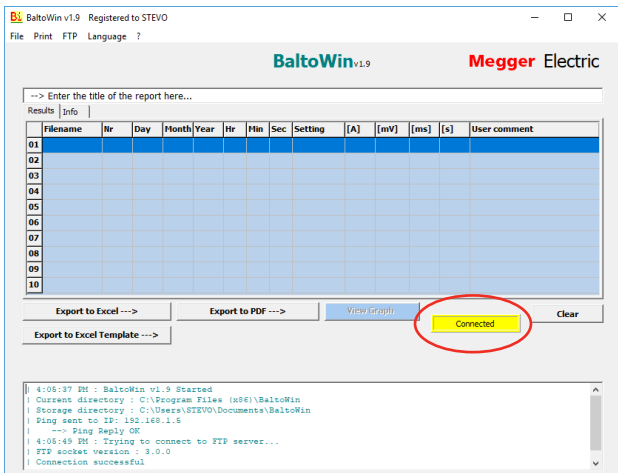 BaltoWin v1.9 Registered to STEVO
File Print FTP Language ?
BaltoWin v1.9 Megger Electric
--> Enter the title of the report here...
Results Info
Filename Nr Day Month Year Hr Min Sec Setting [A] [mV] [ms] [s] User comment
01
02
03
04
05
06
07
08
09
10
Export to Excel ---> Export to PDF ---> View Graph Connected Clear
Export to Excel Template --->
| 4:05:37 PM : BaltoWin v1.9 Started
| Current directory : C:\Program Files (x86)\BaltoWin
| Storage directory : C:\Users\STEVO\Documents\BaltoWin
| Ping sent to IP: 192.168.1.5
| --> Ping Reply OK
| 4:05:49 PM : Trying to connect to FTP server...
| FTP socket version : 3.0.0
| Connection successful